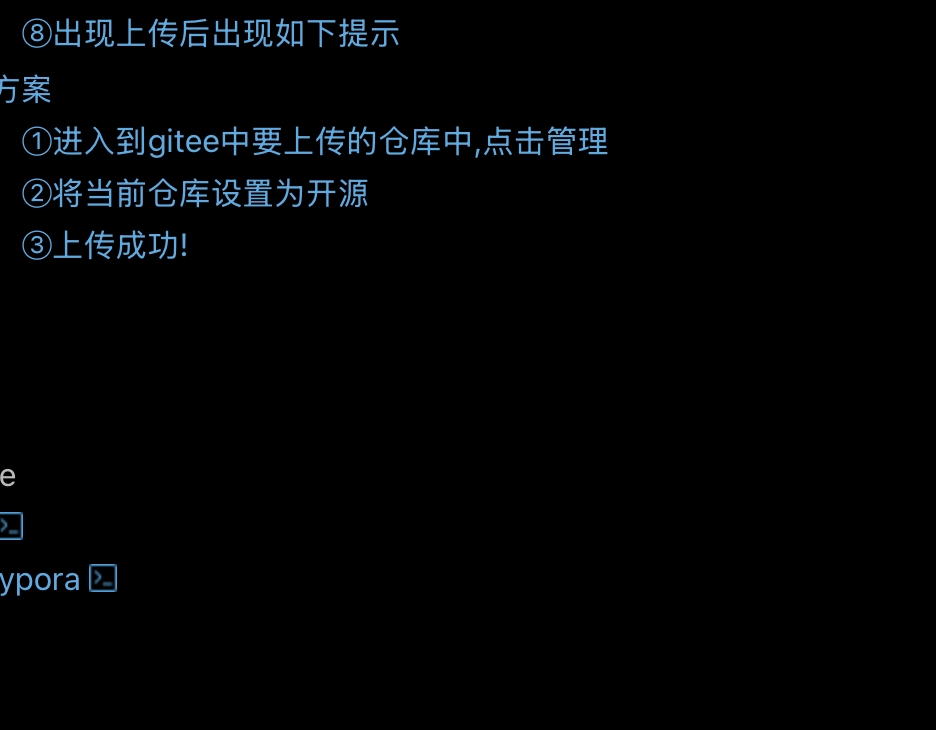 ⑧出现上传后出现如下提示
方案
①进入到gitee中要上传的仓库中,点击管理
②将当前仓库设置为开源
③上传成功!
e
ypora